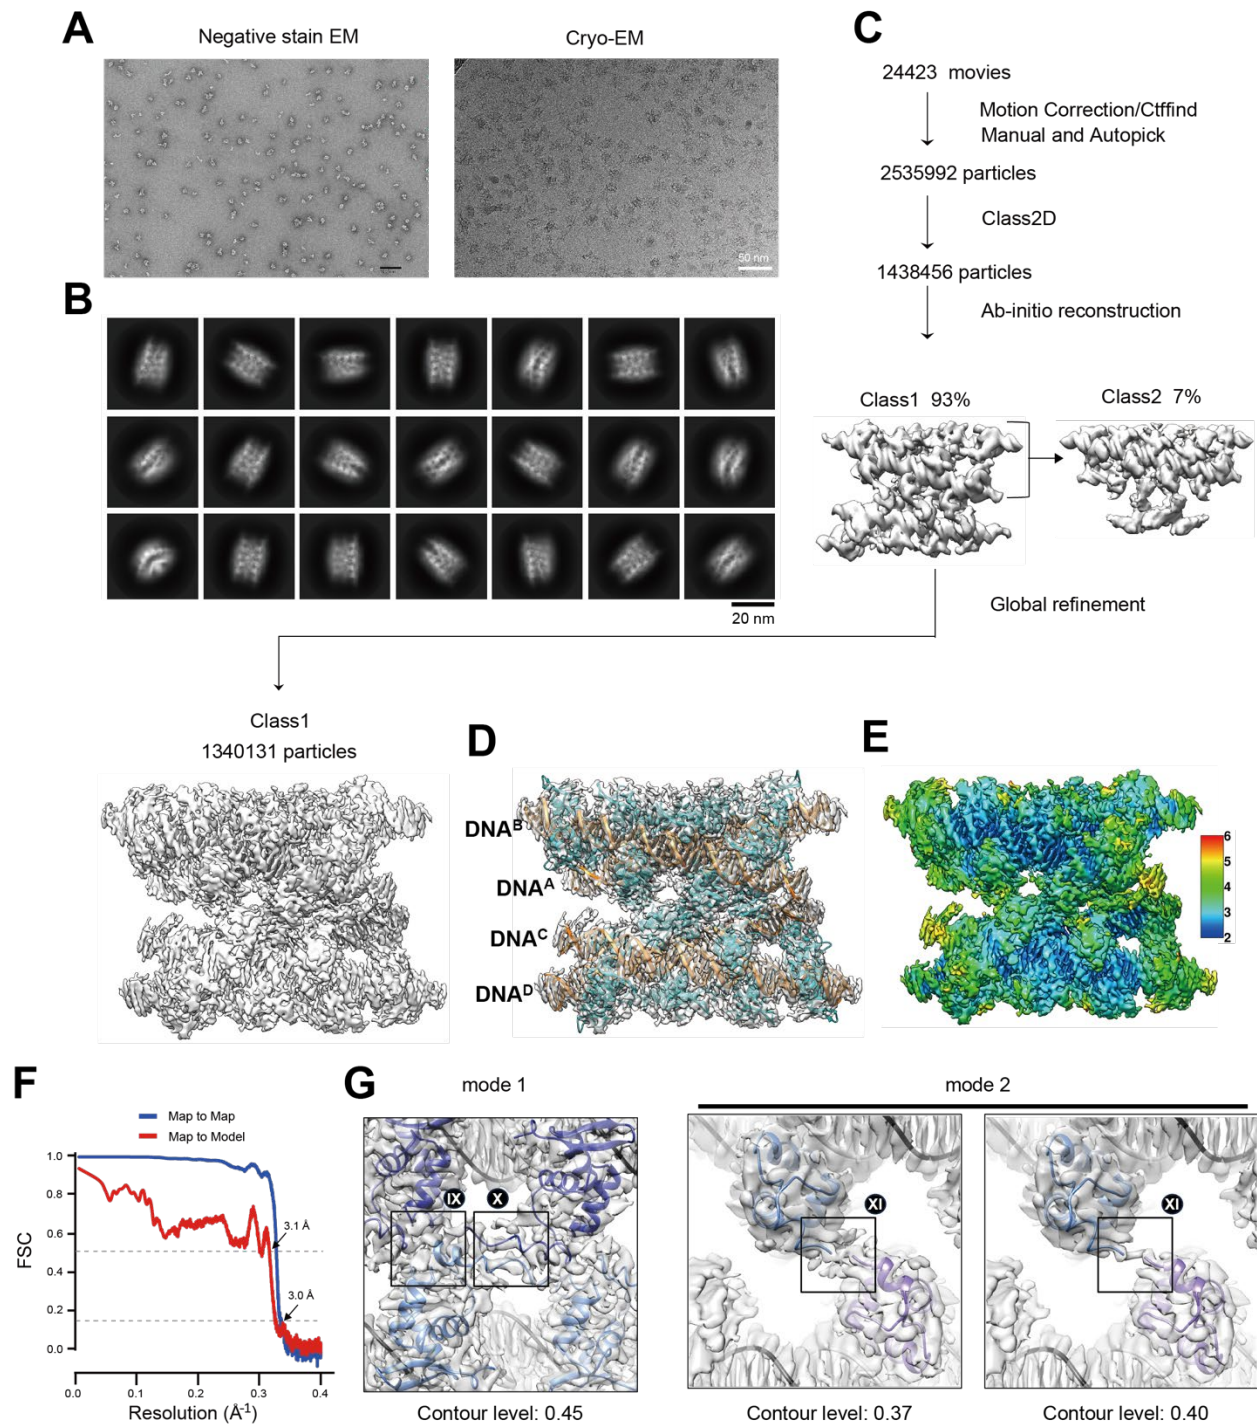 A
Negative stain EM
Cryo-EM
50 nm
B
20 nm
C
24423 movies
Motion Correction/Ctffind
Manual and Autopick
2535992 particles
Class2D
1438456 particles
Ab-initio reconstruction
Class1 93%
Class2 7%
Global refinement
Class1
1340131 particles
D
DNAᴮ
DNAᴬ
DNAᶜ
DNAᴰ
E
6
5
4
3
2
F
Map to Map
Map to Model
1.0
0.8
0.6
0.4
0.2
0.0
FSC
3.1 Å
3.0 Å
0.0 0.1 0.2 0.3 0.4
Resolution (Å⁻¹)
G
mode 1
mode 2
IX
X
XI
XI
Contour level: 0.45
Contour level: 0.37
Contour level: 0.40